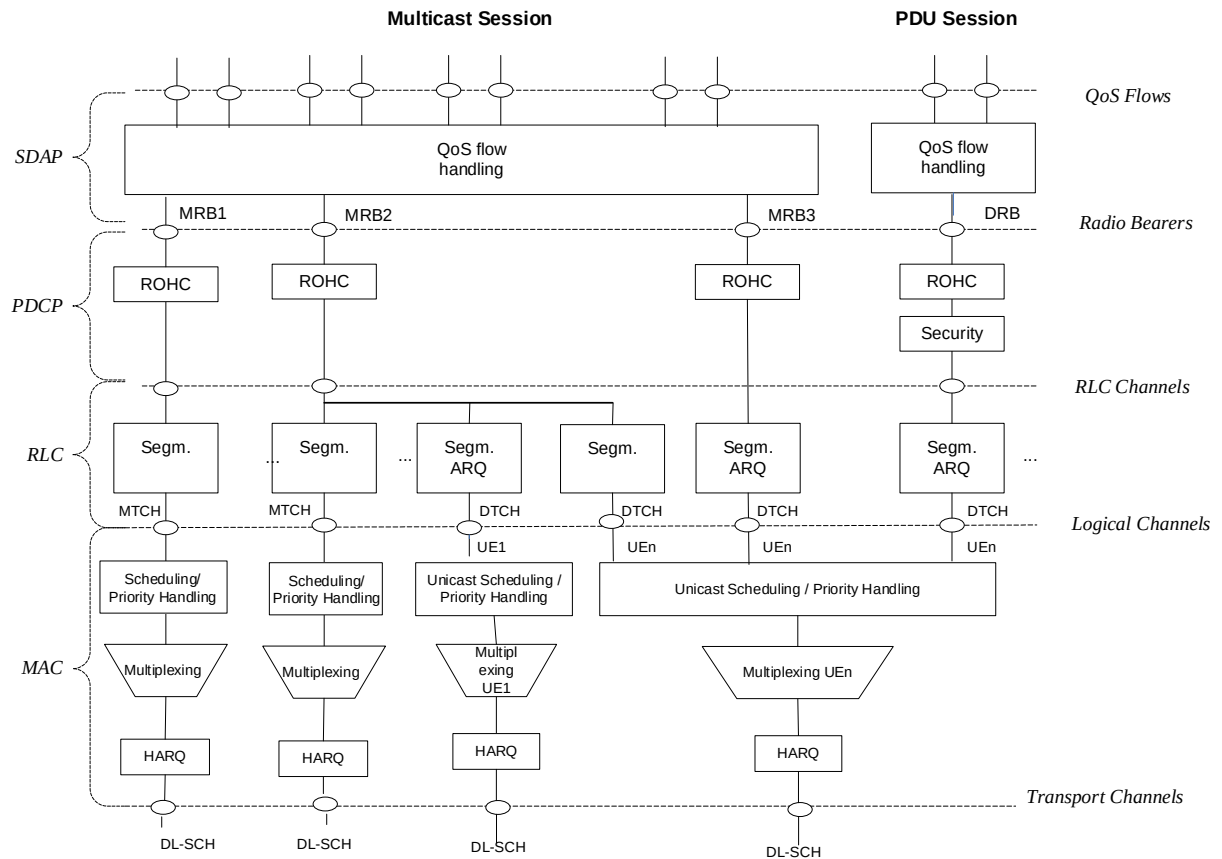 Multicast Session
PDU Session
QoS Flows
SDAP
QoS flow
handling
QoS flow
handling
MRB1
MRB2
MRB3
DRB
Radio Bearers
PDCP
ROHC
ROHC
ROHC
ROHC
Security
RLC Channels
RLC
Segm.
...
Segm.
...
Segm.
ARQ
Segm.
Segm.
ARQ
Segm.
ARQ
...
MTCH
MTCH
DTCH
DTCH
DTCH
DTCH
Logical Channels
UE1
UEn
UEn
UEn
MAC
Scheduling/
Priority Handling
Scheduling/
Priority Handling
Unicast Scheduling /
Priority Handling
Unicast Scheduling / Priority Handling
Multiplexing
Multiplexing
Multipl
exing
UE1
Multiplexing UEn
HARQ
HARQ
HARQ
HARQ
Transport Channels
DL-SCH
DL-SCH
DL-SCH
DL-SCH